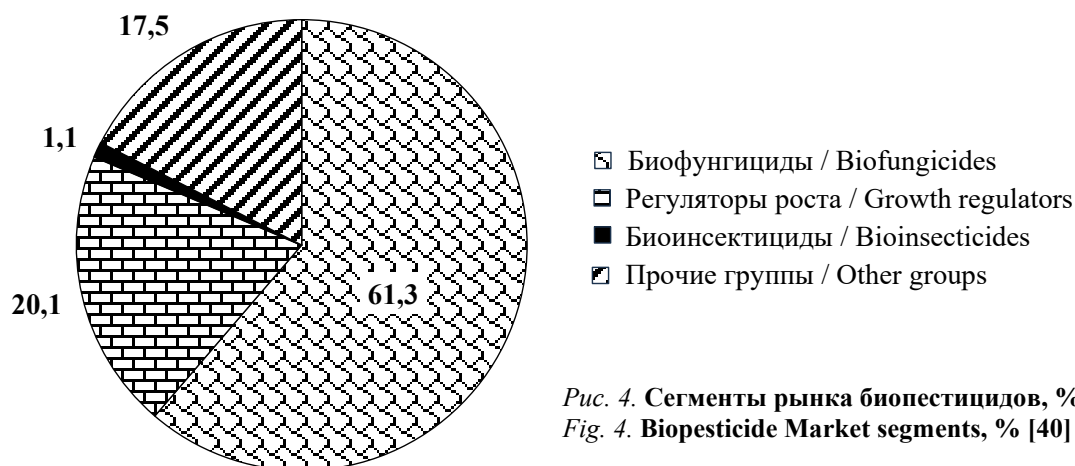 17,5
1,1
20,1
61,3
Биофунгициды / Biofungicides
Регуляторы роста / Growth regulators
Биоинсектициды / Bioinsecticides
Прочие группы / Other groups
Рис. 4. Сегменты рынка биопестицидов, %
Fig. 4. Biopesticide Market segments, % [40]